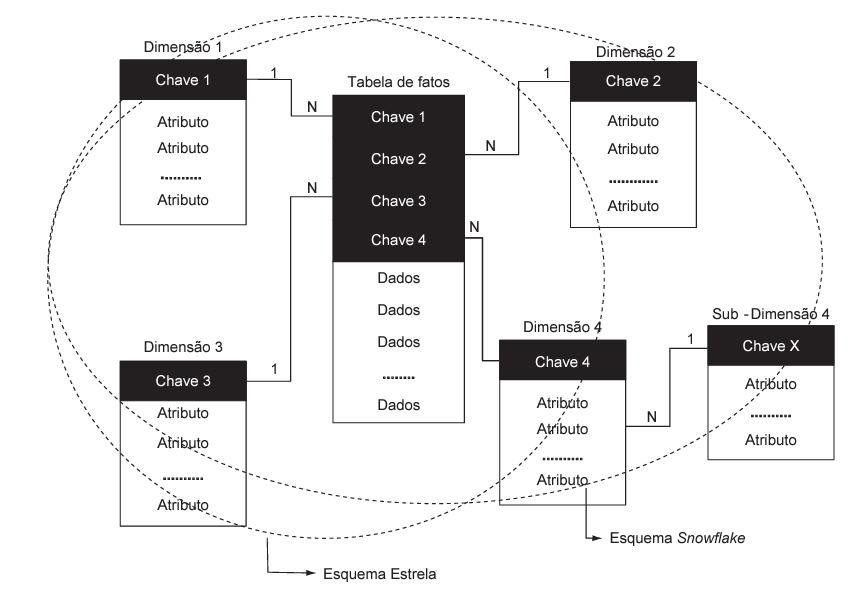 Dimensão 1
Chave 1
Atributo
Atributo
..........
Atributo
1
N
Tabela de fatos
Chave 1
Chave 2
Chave 3
Chave 4
Dados
Dados
Dados
........
Dados
1
N
Dimensão 2
Chave 2
Atributo
Atributo
............
Atributo
N
1
Dimensão 3
Chave 3
Atributo
Atributo
..........
Atributo
N
Dimensão 4
Chave 4
Atributo
Atributo
..........
Atributo
N
1
Sub - Dimensão 4
Chave X
Atributo
..........
Atributo
Esquema Snowflake
Esquema Estrela